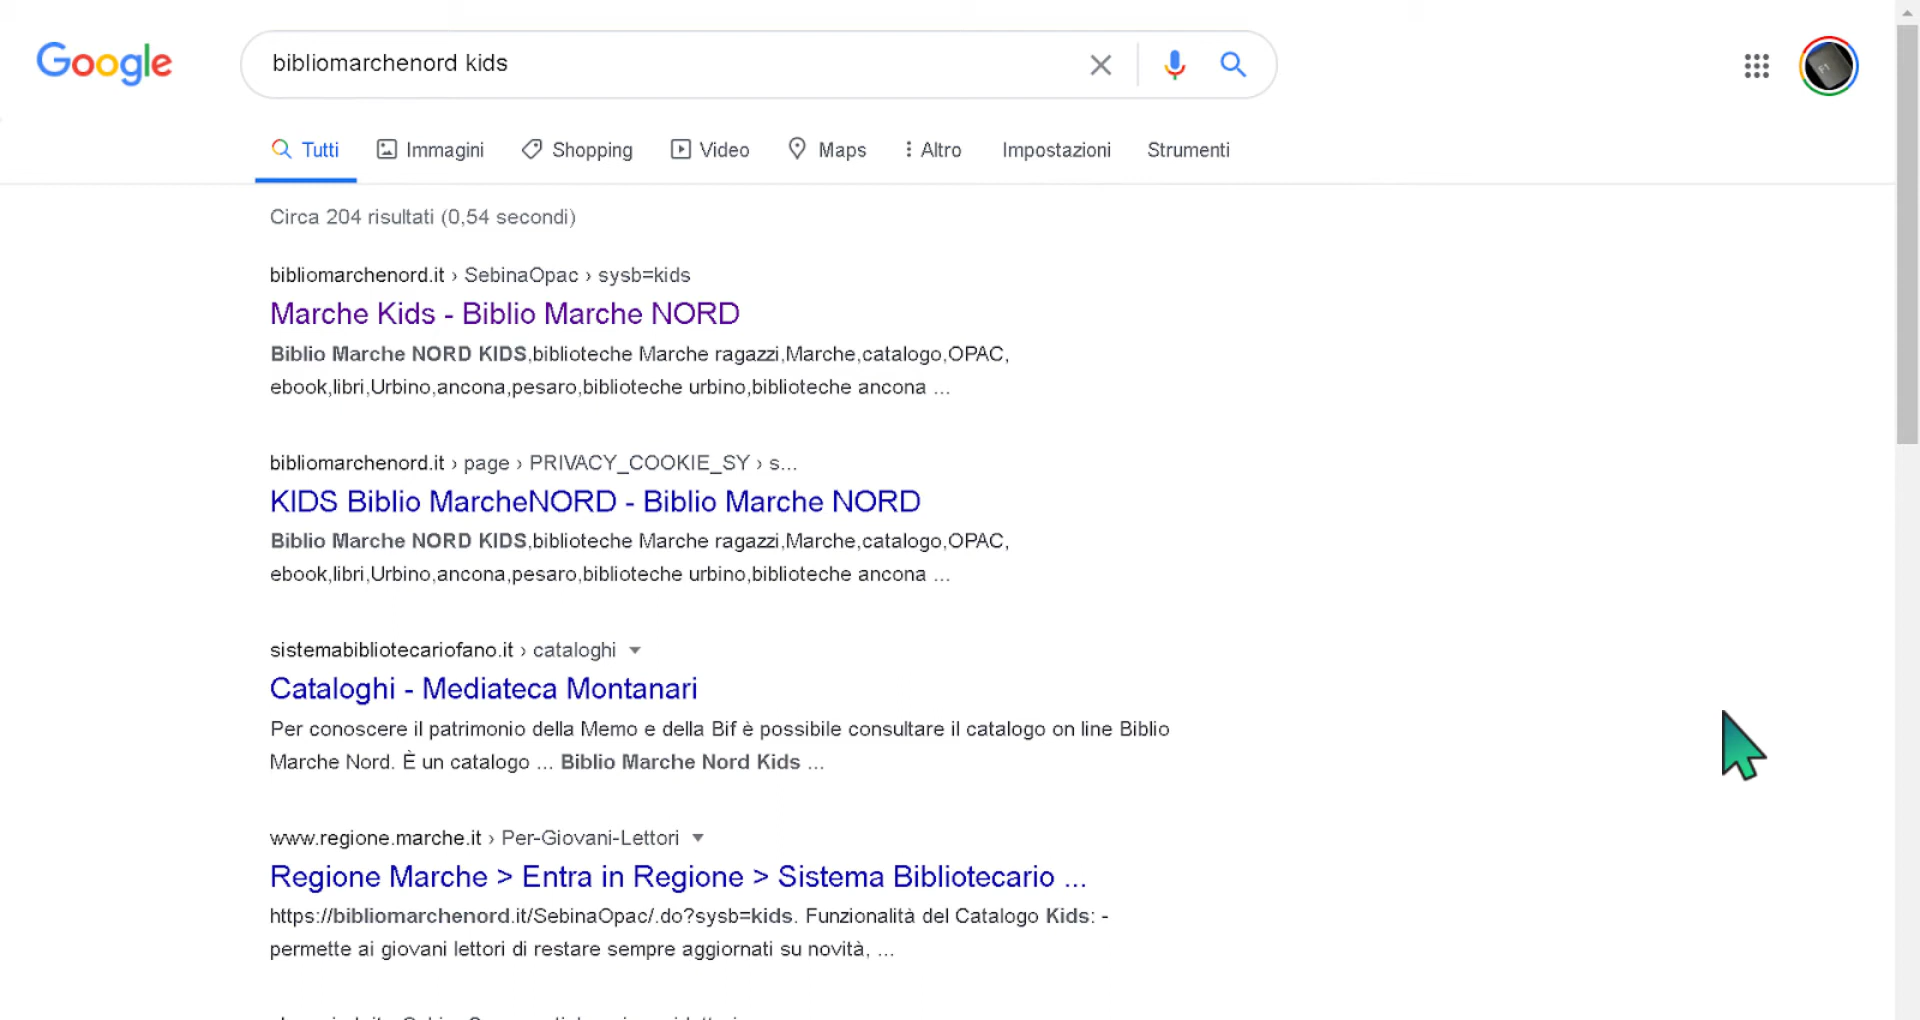 Google
bibliomarchenord kids
Tutti Immagini Shopping Video Maps Altro Impostazioni Strumenti
Circa 204 risultati (0,54 secondi)
bibliomarchenord.it › SebinaOpac › sysb=kids
Marche Kids - Biblio Marche NORD
Biblio Marche NORD KIDS,biblioteche Marche ragazzi,Marche,catalogo,OPAC,
ebook,libri,Urbino,ancona,pesaro,biblioteche urbino,biblioteche ancona ...
bibliomarchenord.it › page › PRIVACY_COOKIE_SY › s...
KIDS Biblio MarcheNORD - Biblio Marche NORD
Biblio Marche NORD KIDS,biblioteche Marche ragazzi,Marche,catalogo,OPAC,
ebook,libri,Urbino,ancona,pesaro,biblioteche urbino,biblioteche ancona ...
sistemabibliotecariofano.it › cataloghi
Cataloghi - Mediateca Montanari
Per conoscere il patrimonio della Memo e della Bif è possibile consultare il catalogo on line Biblio
Marche Nord. È un catalogo ... Biblio Marche Nord Kids ...
www.regione.marche.it › Per-Giovani-Lettori
Regione Marche > Entra in Regione > Sistema Bibliotecario ...
https://bibliomarchenord.it/SebinaOpac/.do?sysb=kids. Funzionalità del Catalogo Kids: -
permette ai giovani lettori di restare sempre aggiornati su novità, ...